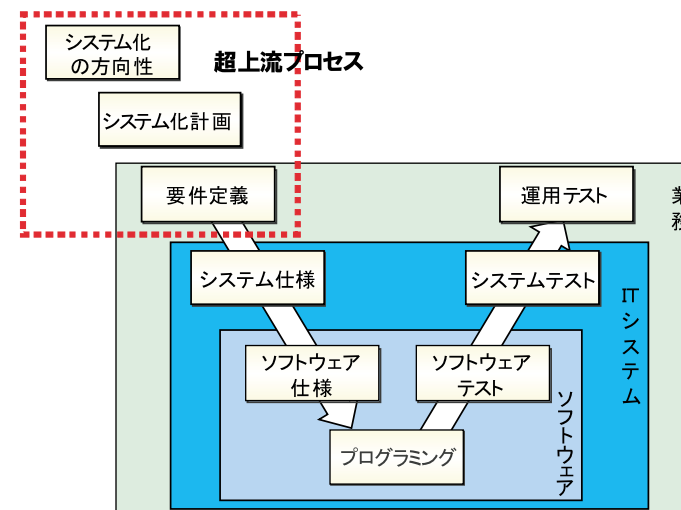 システム化
の方向性
超上流プロセス
システム化計画
要件定義
運用テスト
業務
システム仕様
システムテスト
ITシステム
ソフトウェア
仕様
ソフトウェア
テスト
ソフトウェア
プログラミング